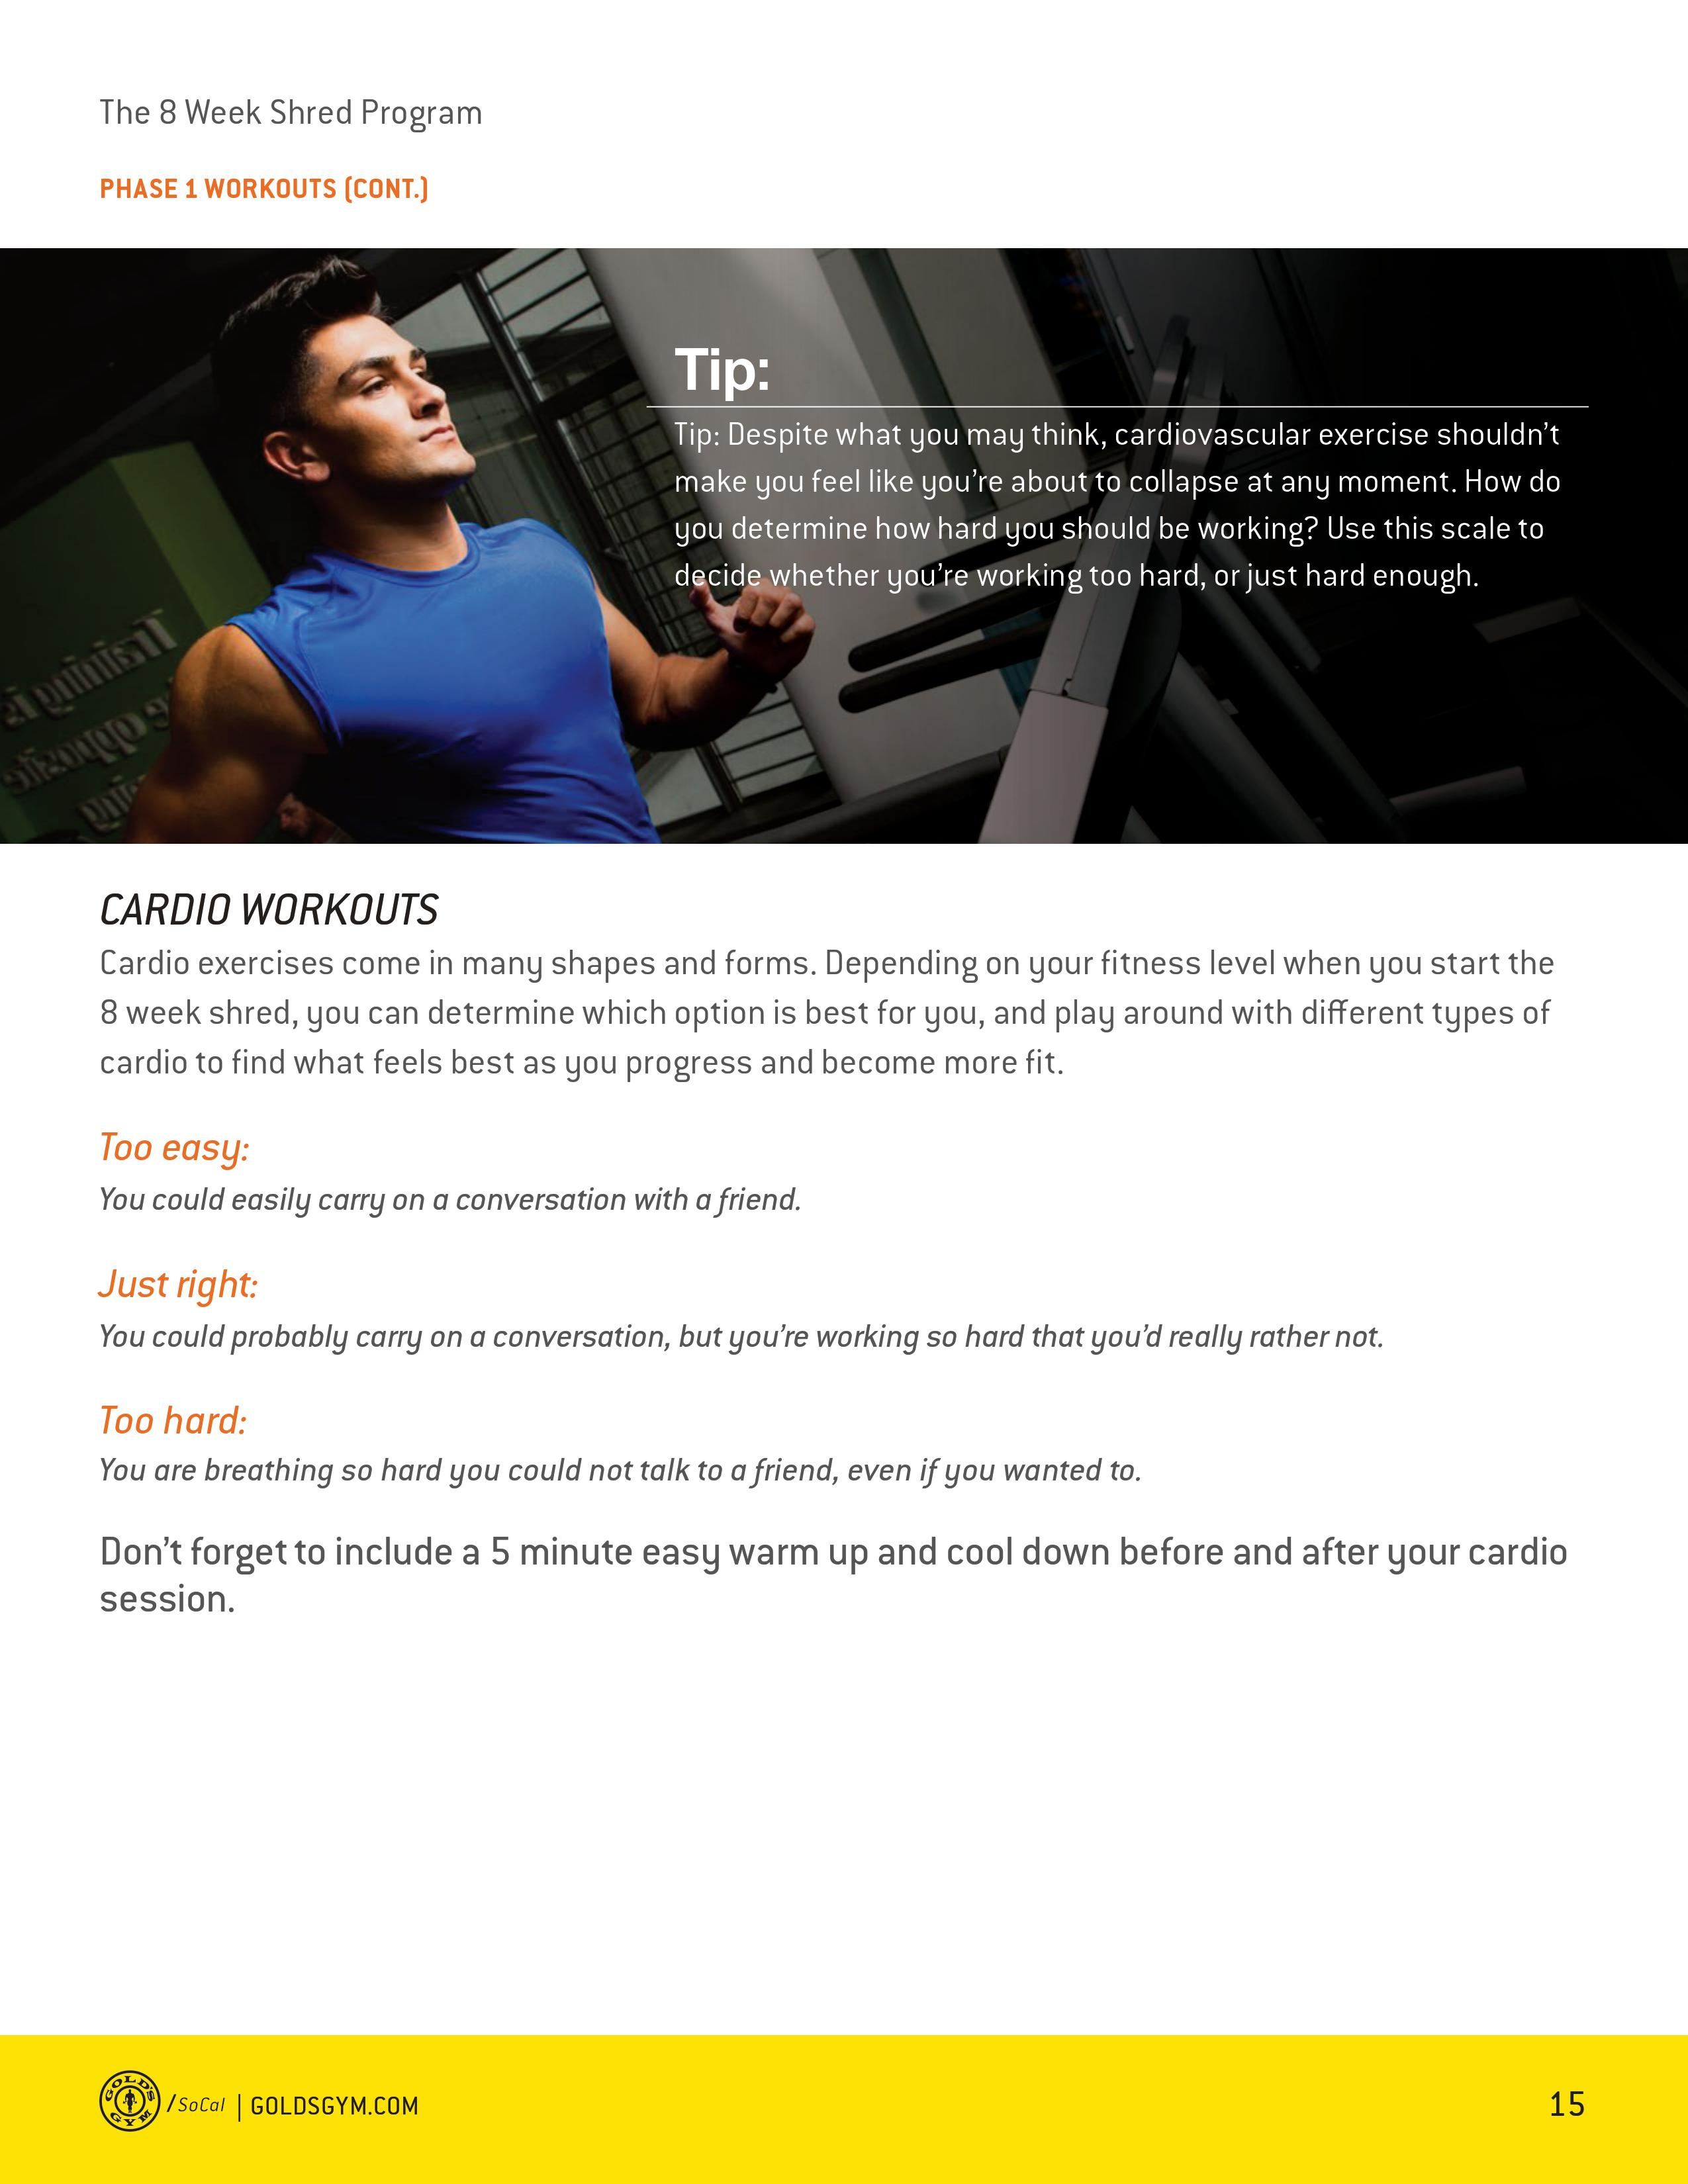 The 8 Week Shred Program
PHASE 1 WORKOUTS (CONT.)
Tip:
Tip: Despite what you may think, cardiovascular exercise shouldn’t
make you feel like you’re about to collapse at any moment. How do
you determine how hard you should be working? Use this scale to
decide whether you’re working too hard, or just hard enough.
CARDIO WORKOUTS
Cardio exercises come in many shapes and forms. Depending on your fitness level when you start the
8 week shred, you can determine which option is best for you, and play around with different types of
cardio to find what feels best as you progress and become more fit.
Too easy:
You could easily carry on a conversation with a friend.
Just right:
You could probably carry on a conversation, but you’re working so hard that you’d really rather not.
Too hard:
You are breathing so hard you could not talk to a friend, even if you wanted to.
Don’t forget to include a 5 minute easy warm up and cool down before and after your cardio
session.
GOLD'S GYM
/SoCal | GOLDSGYM.COM
15